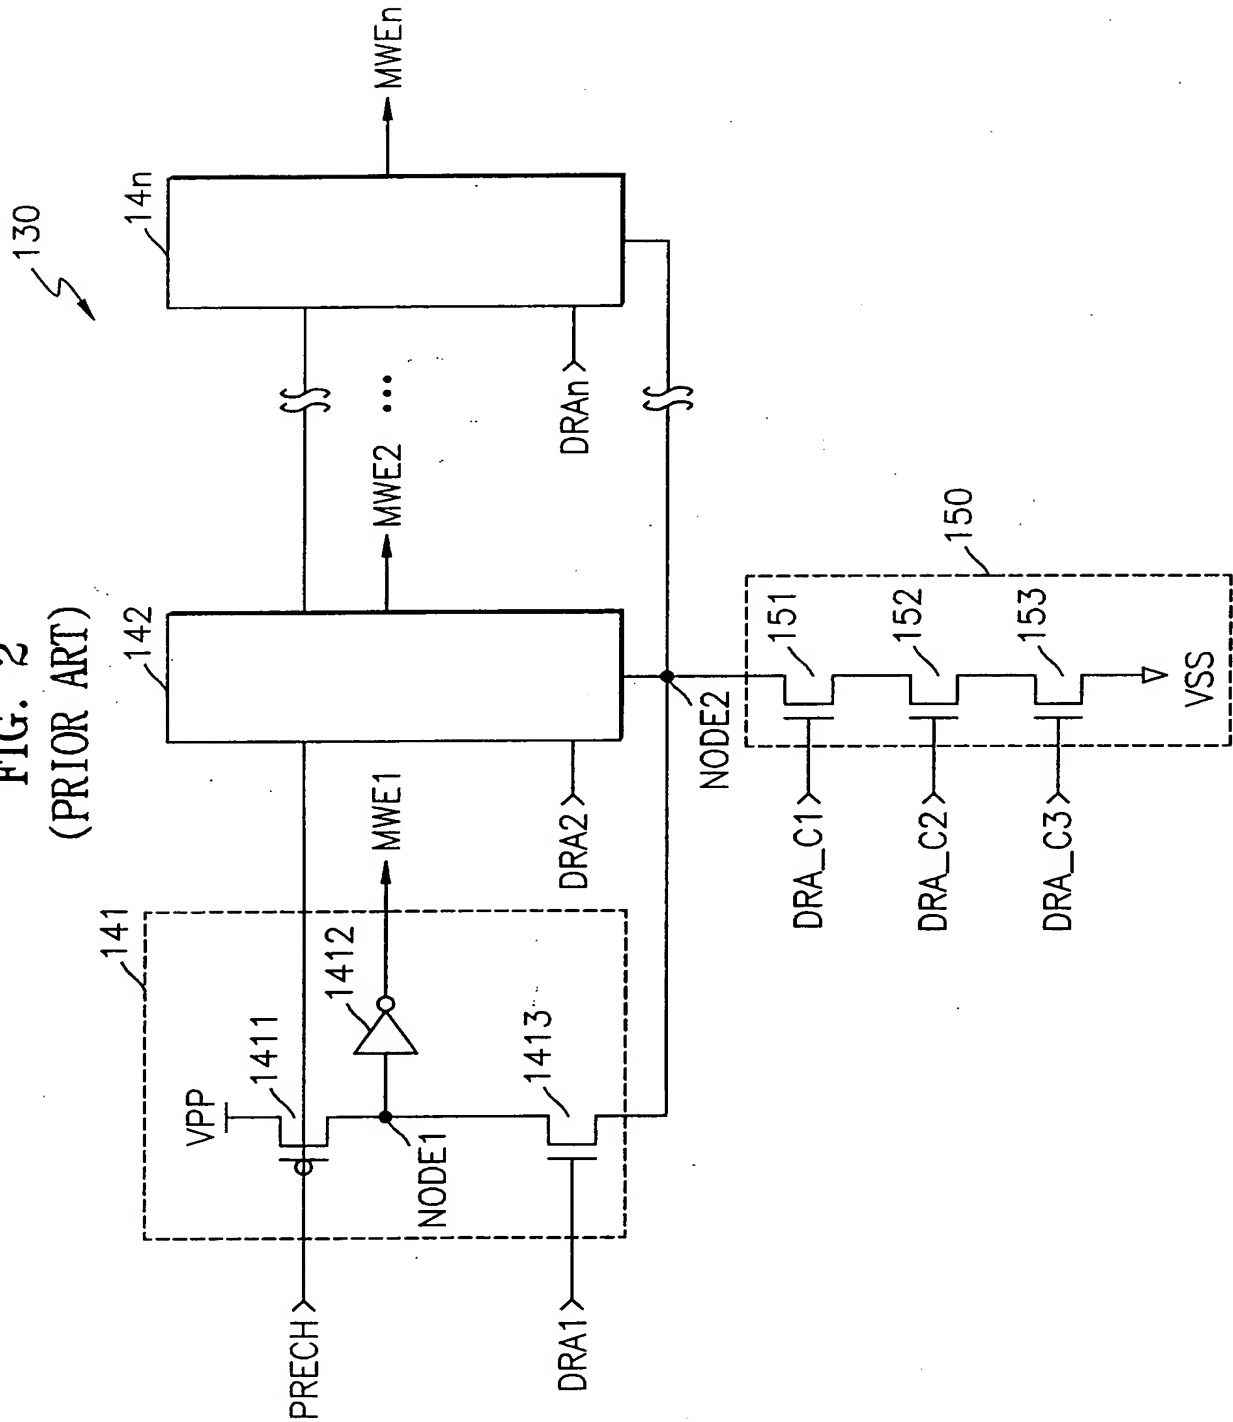 FIG. 2
(PRIOR ART)
130
141
142
14n
VPP
1411
1412
1413
NODE1
PRECH
DRA1
MWE1
DRA2
MWE2
...
DRAn
MWEn
NODE2
150
151
152
153
DRA_C1
DRA_C2
DRA_C3
VSS